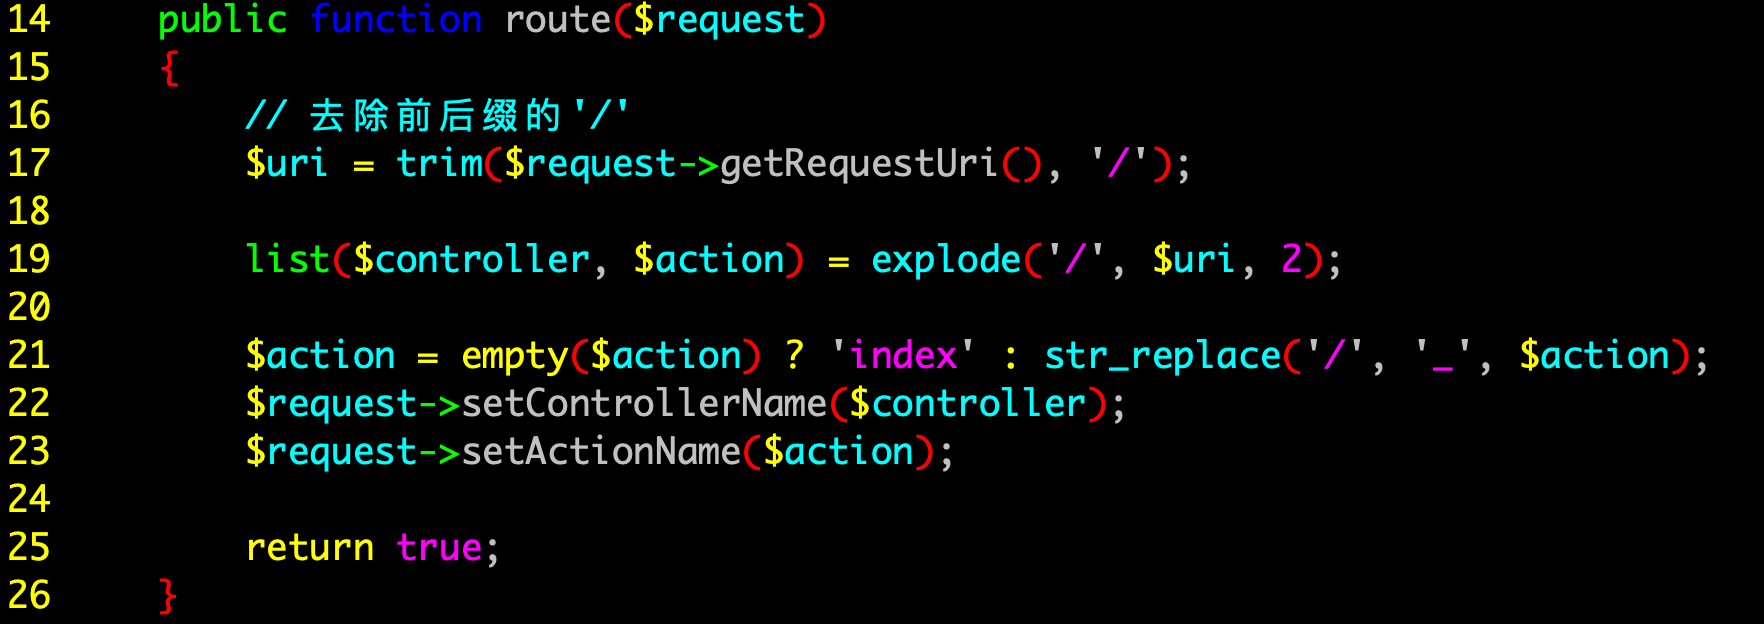 14     public function route($request)
15     {
16         // 去除前后缀的'/'
17         $uri = trim($request->getRequestUri(), '/');
18
19         list($controller, $action) = explode('/', $uri, 2);
20
21         $action = empty($action) ? 'index' : str_replace('/', '_', $action);
22         $request->setControllerName($controller);
23         $request->setActionName($action);
24
25         return true;
26     }